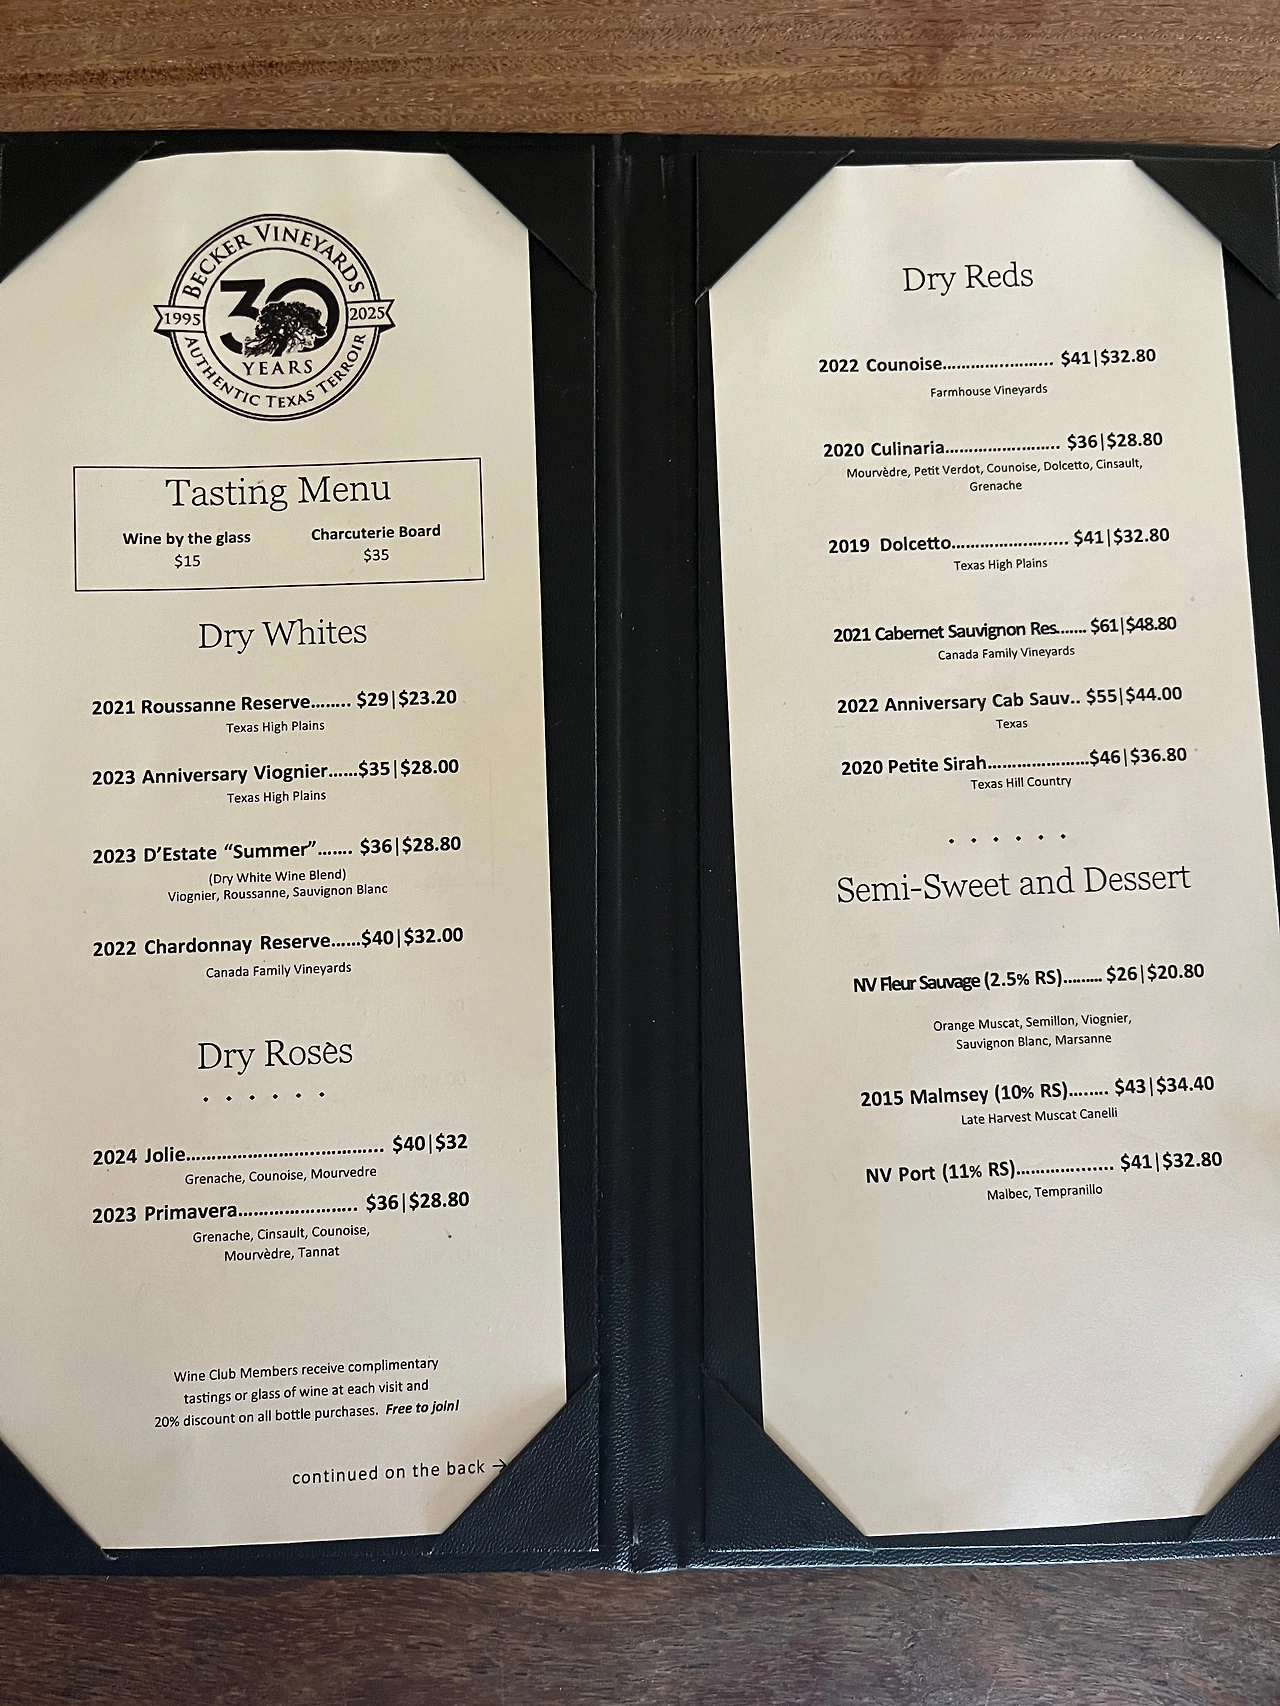 BECKER VINEYARDS
1995 30 2025
YEARS
AUTHENTIC TEXAS TERROIR
Tasting Menu
Wine by the glass Charcuterie Board
$15 $35
Dry Whites
2021 Roussanne Reserve........ $29|$23.20
Texas High Plains
2023 Anniversary Viognier......$35|$28.00
Texas High Plains
2023 D'Estate “Summer”....... $36|$28.80
(Dry White Wine Blend)
Viognier, Roussanne, Sauvignon Blanc
2022 Chardonnay Reserve......$40|$32.00
Canada Family Vineyards
Dry Rosès
. . . . . .
2024 Jolie.................................... $40|$32
Grenache, Counoise, Mourvedre
2023 Primavera...................... $36|$28.80
Grenache, Cinsault, Counoise,
Mourvèdre, Tannat
Wine Club Members receive complimentary
tastings or glass of wine at each visit and
20% discount on all bottle purchases. Free to join!
continued on the back →
Dry Reds
2022 Counoise...................... $41|$32.80
Farmhouse Vineyards
2020 Culinaria....................... $36|$28.80
Mourvèdre, Petit Verdot, Counoise, Dolcetto, Cinsault,
Grenache
2019 Dolcetto....................... $41|$32.80
Texas High Plains
2021 Cabernet Sauvignon Res....... $61|$48.80
Canada Family Vineyards
2022 Anniversary Cab Sauv.. $55|$44.00
Texas
2020 Petite Sirah.....................$46|$36.80
Texas Hill Country
. . . . . .
Semi-Sweet and Dessert
NV Fleur Sauvage (2.5% RS)......... $26|$20.80
Orange Muscat, Semillon, Viognier,
Sauvignon Blanc, Marsanne
2015 Malmsey (10% RS)........ $43|$34.40
Late Harvest Muscat Canelli
NV Port (11% RS)................... $41|$32.80
Malbec, Tempranillo